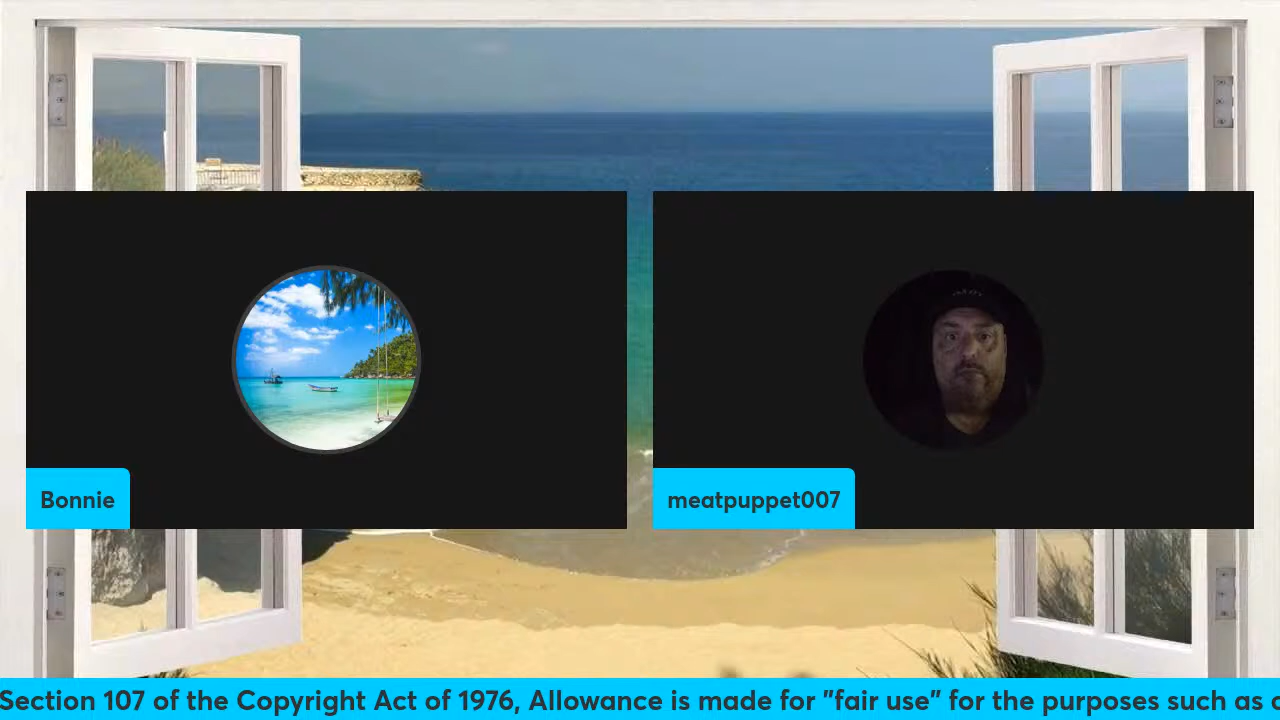 Bonnie
meatpuppet007
Section 107 of the Copyright Act of 1976, Allowance is made for "fair use" for the purposes such as